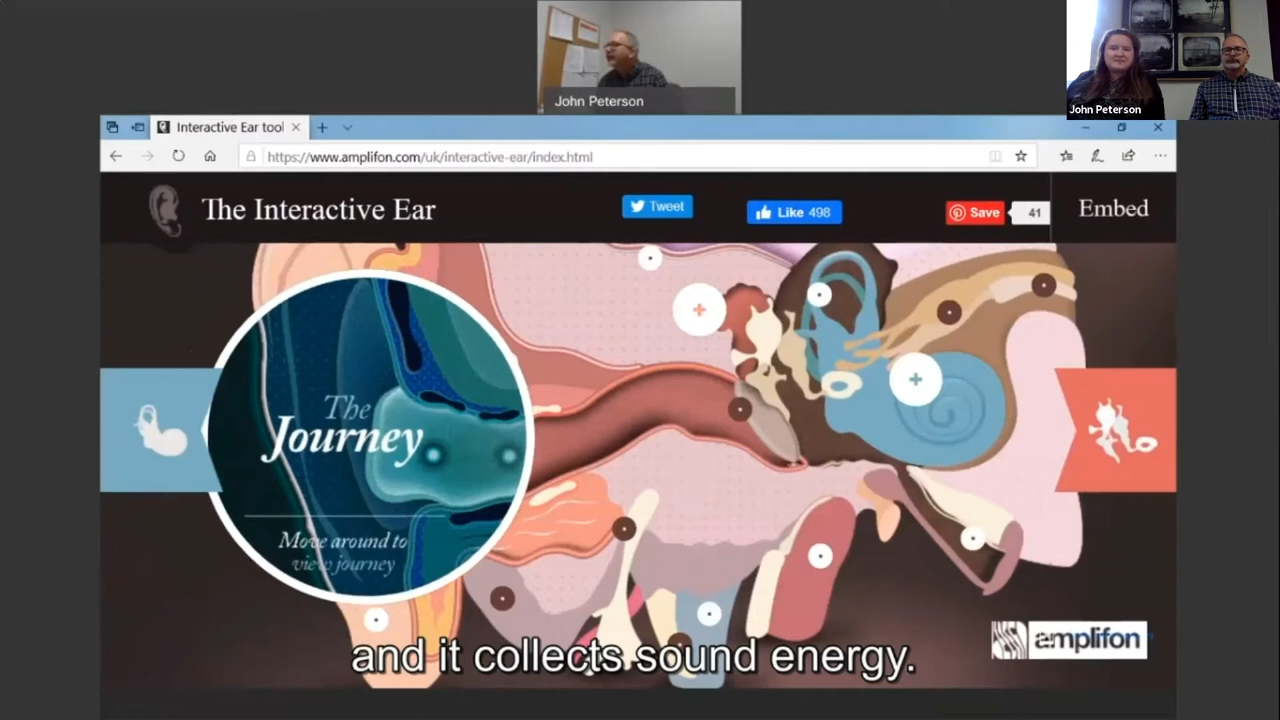 John Peterson
John Peterson
Interactive Ear tool
https://www.amplifon.com/uk/interactive-ear/index.html
The Interactive Ear
Tweet
Like 498
Save
41
Embed
The
Journey
Move around to
view journey
amplifon
and it collects sound energy.